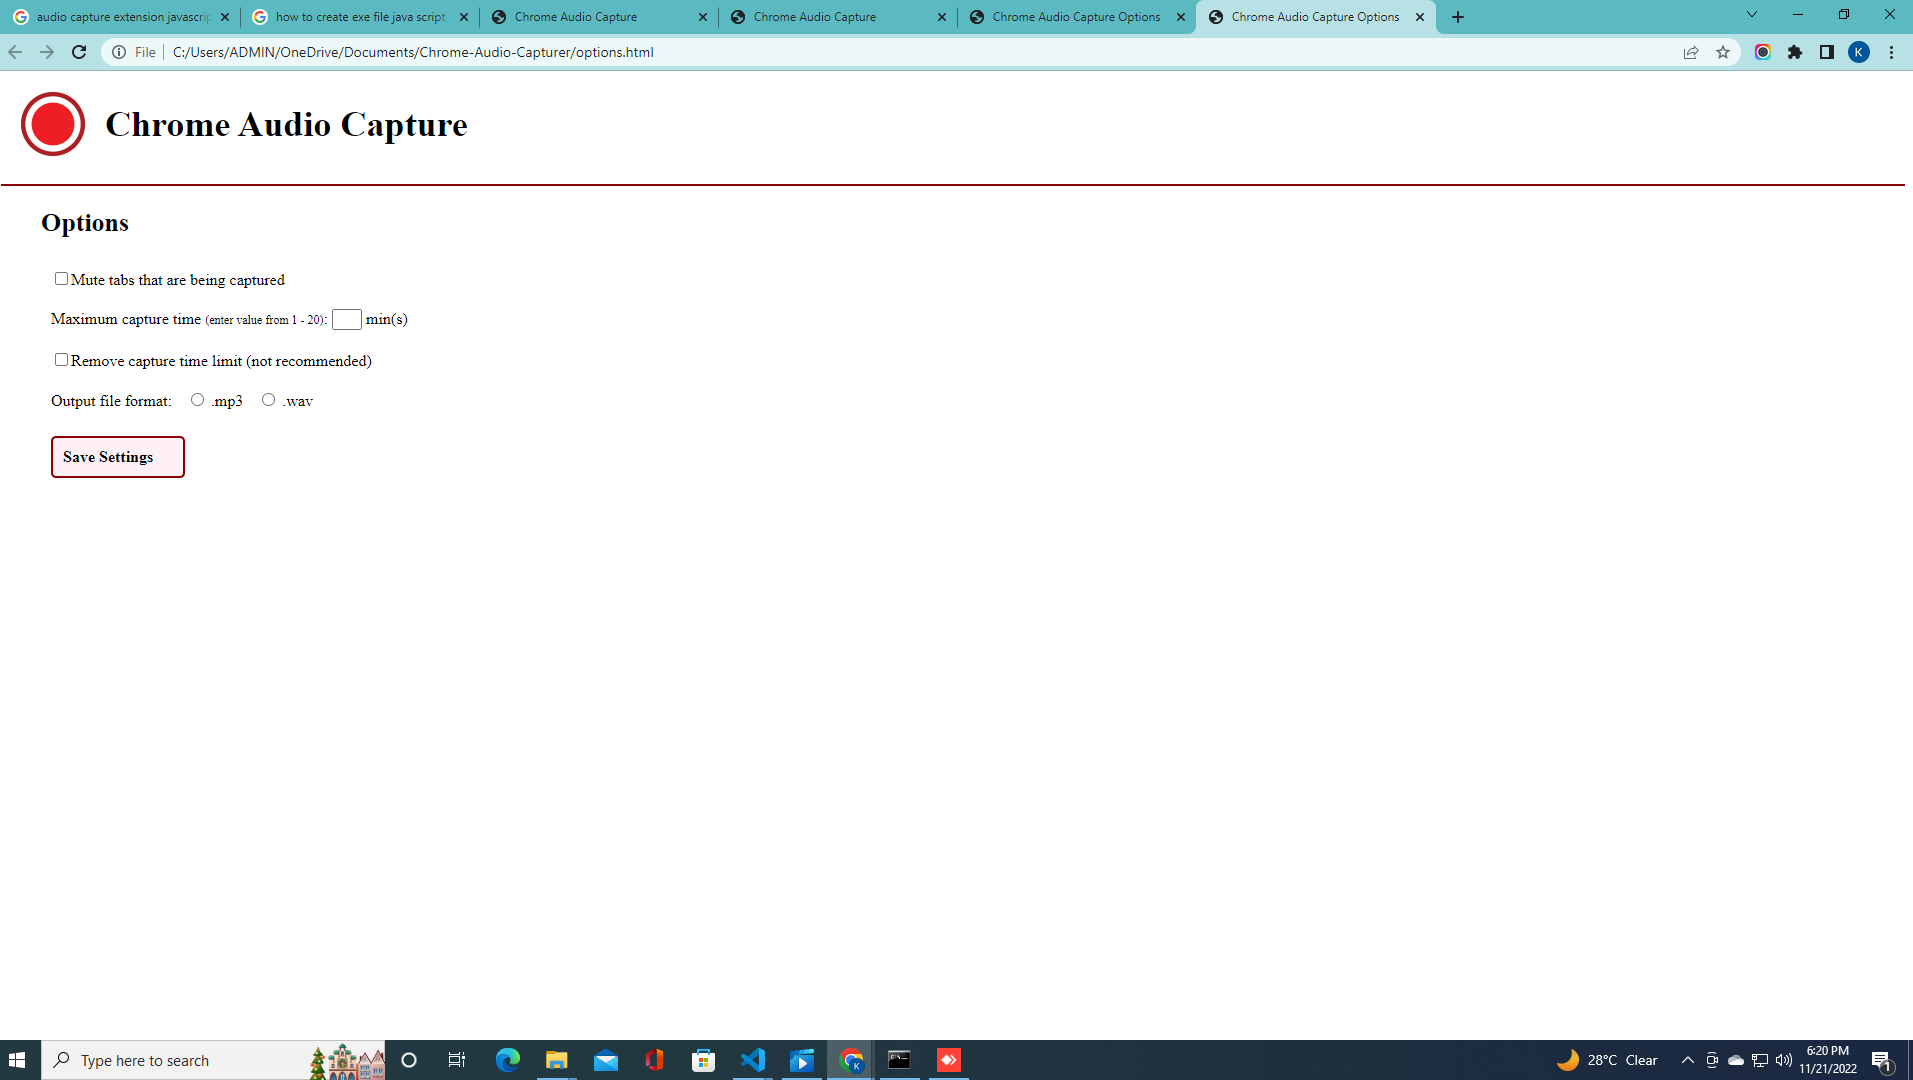 audio capture extension javascrip
how to create exe file java script
Chrome Audio Capture
Chrome Audio Capture
Chrome Audio Capture Options
Chrome Audio Capture Options
File
C:/Users/ADMIN/OneDrive/Documents/Chrome-Audio-Capturer/options.html
K
Chrome Audio Capture
Options
Mute tabs that are being captured
Maximum capture time (enter value from 1 - 20): min(s)
Remove capture time limit (not recommended)
Output file format: .mp3 .wav
Save Settings
Type here to search
K
28°C Clear
6:20 PM
11/21/2022
1